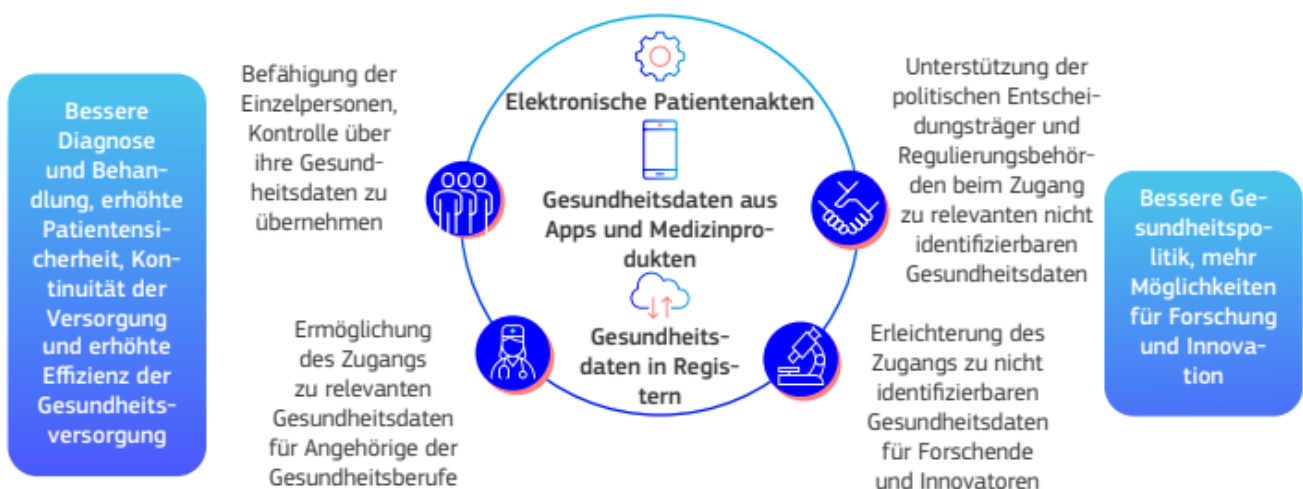 Bessere
Diagnose
und Behan-
dlung, erhöhte
Patientensi-
cherheit, Kon-
tinuität der
Versorgung
und erhöhte
Effizienz der
Gesundheits-
versorgung
Befähigung der
Einzelpersonen,
Kontrolle über
ihre Gesund-
heitsdaten zu
übernehmen
Ermöglichung
des Zugangs
zu relevanten
Gesundheitsdaten
für Angehörige der
Gesundheitsberufe
Elektronische Patientenakten
Gesundheitsdaten aus
Apps und Medizinpro-
dukten
Gesundheits-
daten in Regis-
tern
Unterstützung der
politischen Entschei-
dungsträger und
Regulierungsbehör-
den beim Zugang
zu relevanten nicht
identifizierbaren
Gesundheitsdaten
Erleichterung des
Zugangs zu nicht
identifizierbaren
Gesundheitsdaten
für Forschende
und Innovatoren
Bessere Ge-
sundheitspo-
litik, mehr
Möglichkeiten
für Forschung
und Innova-
tion